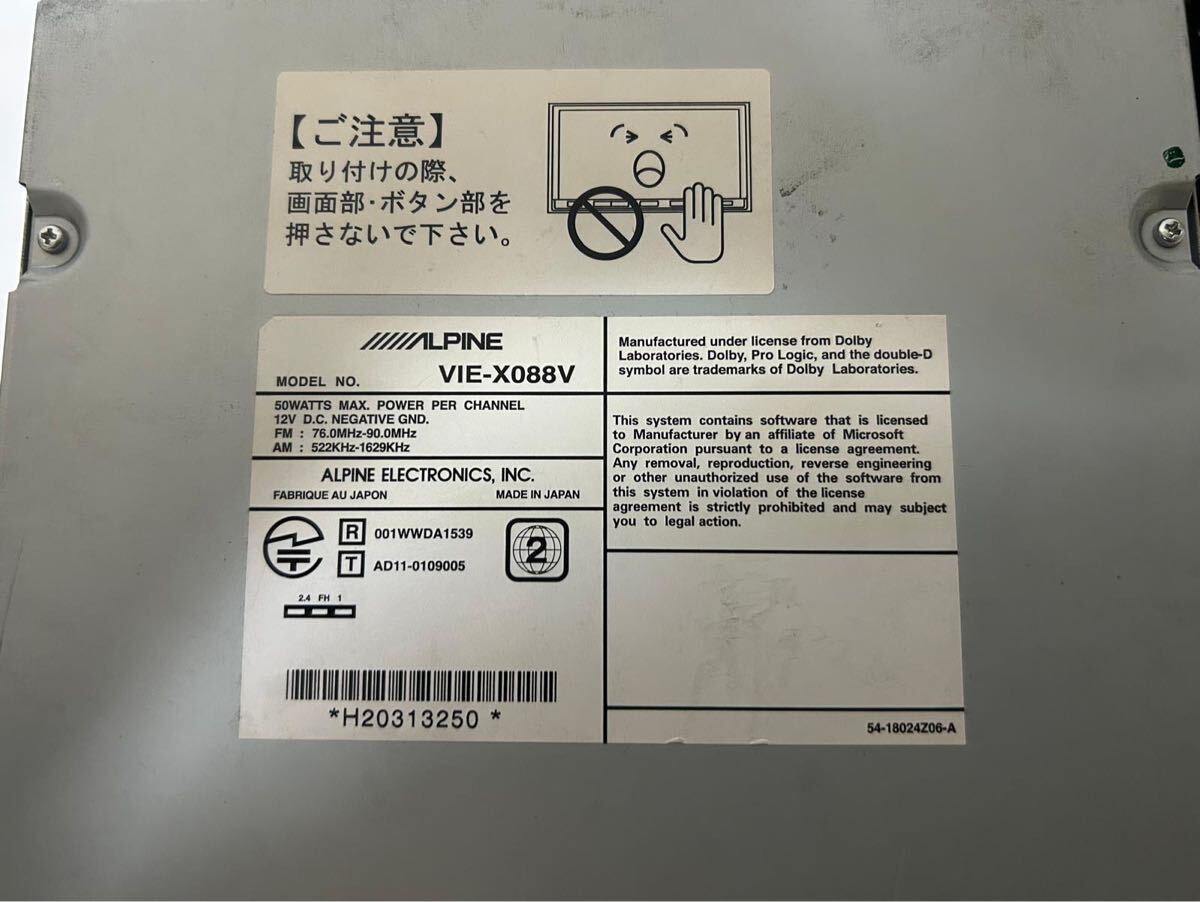 【ご注意】
取り付けの際、
画面部・ボタン部を
押さないで下さい。
ALPINE
MODEL NO.
VIE-X088V
50WATTS MAX. POWER PER CHANNEL
12V D.C. NEGATIVE GND.
FM : 76.0MHz-90.0MHz
AM : 522KHz-1629KHz
ALPINE ELECTRONICS, INC.
FABRIQUE AU JAPON
MADE IN JAPAN
R 001WWDA1539
T AD11-0109005
2
2.4 FH 1
*H20313250 *
Manufactured under license from Dolby
Laboratories. Dolby, Pro Logic, and the double-D
symbol are trademarks of Dolby Laboratories.
This system contains software that is licensed
to Manufacturer by an affiliate of Microsoft
Corporation pursuant to a license agreement.
Any removal, reproduction, reverse engineering
or other unauthorized use of the software from
this system in violation of the license
agreement is strictly prohibited and may subject
you to legal action.
54-18024Z06-A